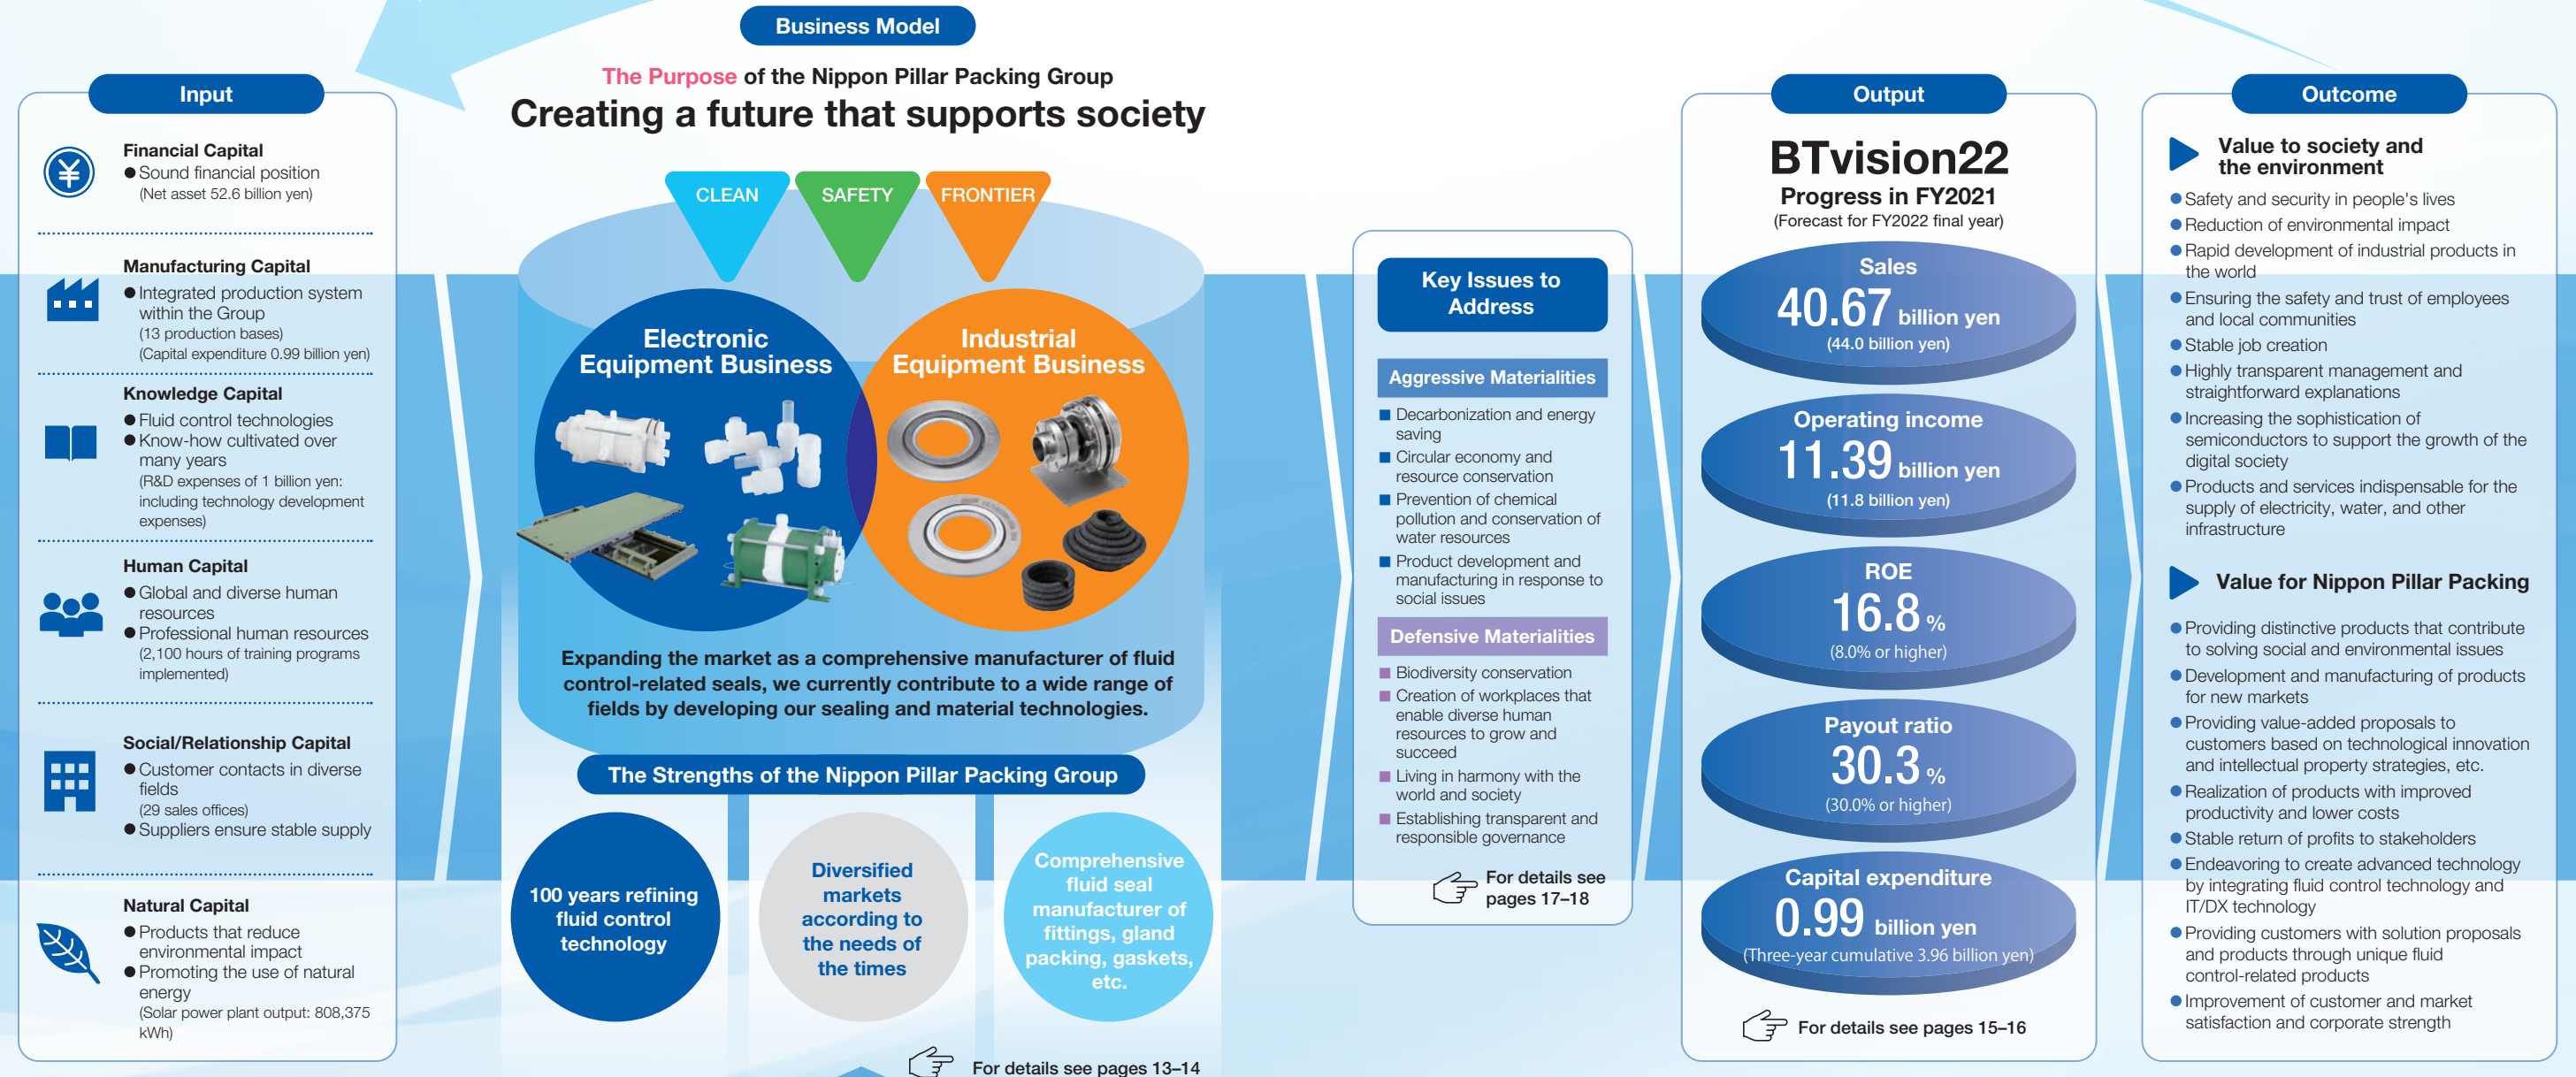 Business Model
The Purpose of the Nippon Pillar Packing Group
Creating a future that supports society
Input
Financial Capital
● Sound financial position
(Net asset 52.6 billion yen)
Manufacturing Capital
● Integrated production system
within the Group
(13 production bases)
(Capital expenditure 0.99 billion yen)
Knowledge Capital
● Fluid control technologies
● Know-how cultivated over
many years
(R&D expenses of 1 billion yen:
including technology development
expenses)
Human Capital
● Global and diverse human
resources
● Professional human resources
(2,100 hours of training programs
implemented)
Social/Relationship Capital
● Customer contacts in diverse
fields
(29 sales offices)
● Suppliers ensure stable supply
Natural Capital
● Products that reduce
environmental impact
● Promoting the use of natural
energy
(Solar power plant output: 808,375
kWh)
CLEAN
SAFETY
FRONTIER
Electronic
Equipment Business
Industrial
Equipment Business
Expanding the market as a comprehensive manufacturer of fluid
control-related seals, we currently contribute to a wide range of
fields by developing our sealing and material technologies.
The Strengths of the Nippon Pillar Packing Group
100 years refining
fluid control
technology
Diversified
markets
according to
the needs of
the times
Comprehensive
fluid seal
manufacturer of
fittings, gland
packing, gaskets,
etc.
For details see pages 13–14
Key Issues to
Address
Aggressive Materialities
■ Decarbonization and energy
saving
■ Circular economy and
resource conservation
■ Prevention of chemical
pollution and conservation of
water resources
■ Product development and
manufacturing in response to
social issues
Defensive Materialities
■ Biodiversity conservation
■ Creation of workplaces that
enable diverse human
resources to grow and
succeed
■ Living in harmony with the
world and society
■ Establishing transparent and
responsible governance
For details see
pages 17–18
Output
BTvision22
Progress in FY2021
(Forecast for FY2022 final year)
Sales
40.67 billion yen
(44.0 billion yen)
Operating income
11.39 billion yen
(11.8 billion yen)
ROE
16.8 %
(8.0% or higher)
Payout ratio
30.3 %
(30.0% or higher)
Capital expenditure
0.99 billion yen
(Three-year cumulative 3.96 billion yen)
For details see pages 15–16
Outcome
Value to society and
the environment
● Safety and security in people's lives
● Reduction of environmental impact
● Rapid development of industrial products in
the world
● Ensuring the safety and trust of employees
and local communities
● Stable job creation
● Highly transparent management and
straightforward explanations
● Increasing the sophistication of
semiconductors to support the growth of the
digital society
● Products and services indispensable for the
supply of electricity, water, and other
infrastructure
Value for Nippon Pillar Packing
● Providing distinctive products that contribute
to solving social and environmental issues
● Development and manufacturing of products
for new markets
● Providing value-added proposals to
customers based on technological innovation
and intellectual property strategies, etc.
● Realization of products with improved
productivity and lower costs
● Stable return of profits to stakeholders
● Endeavoring to create advanced technology
by integrating fluid control technology and
IT/DX technology
● Providing customers with solution proposals
and products through unique fluid
control-related products
● Improvement of customer and market
satisfaction and corporate strength